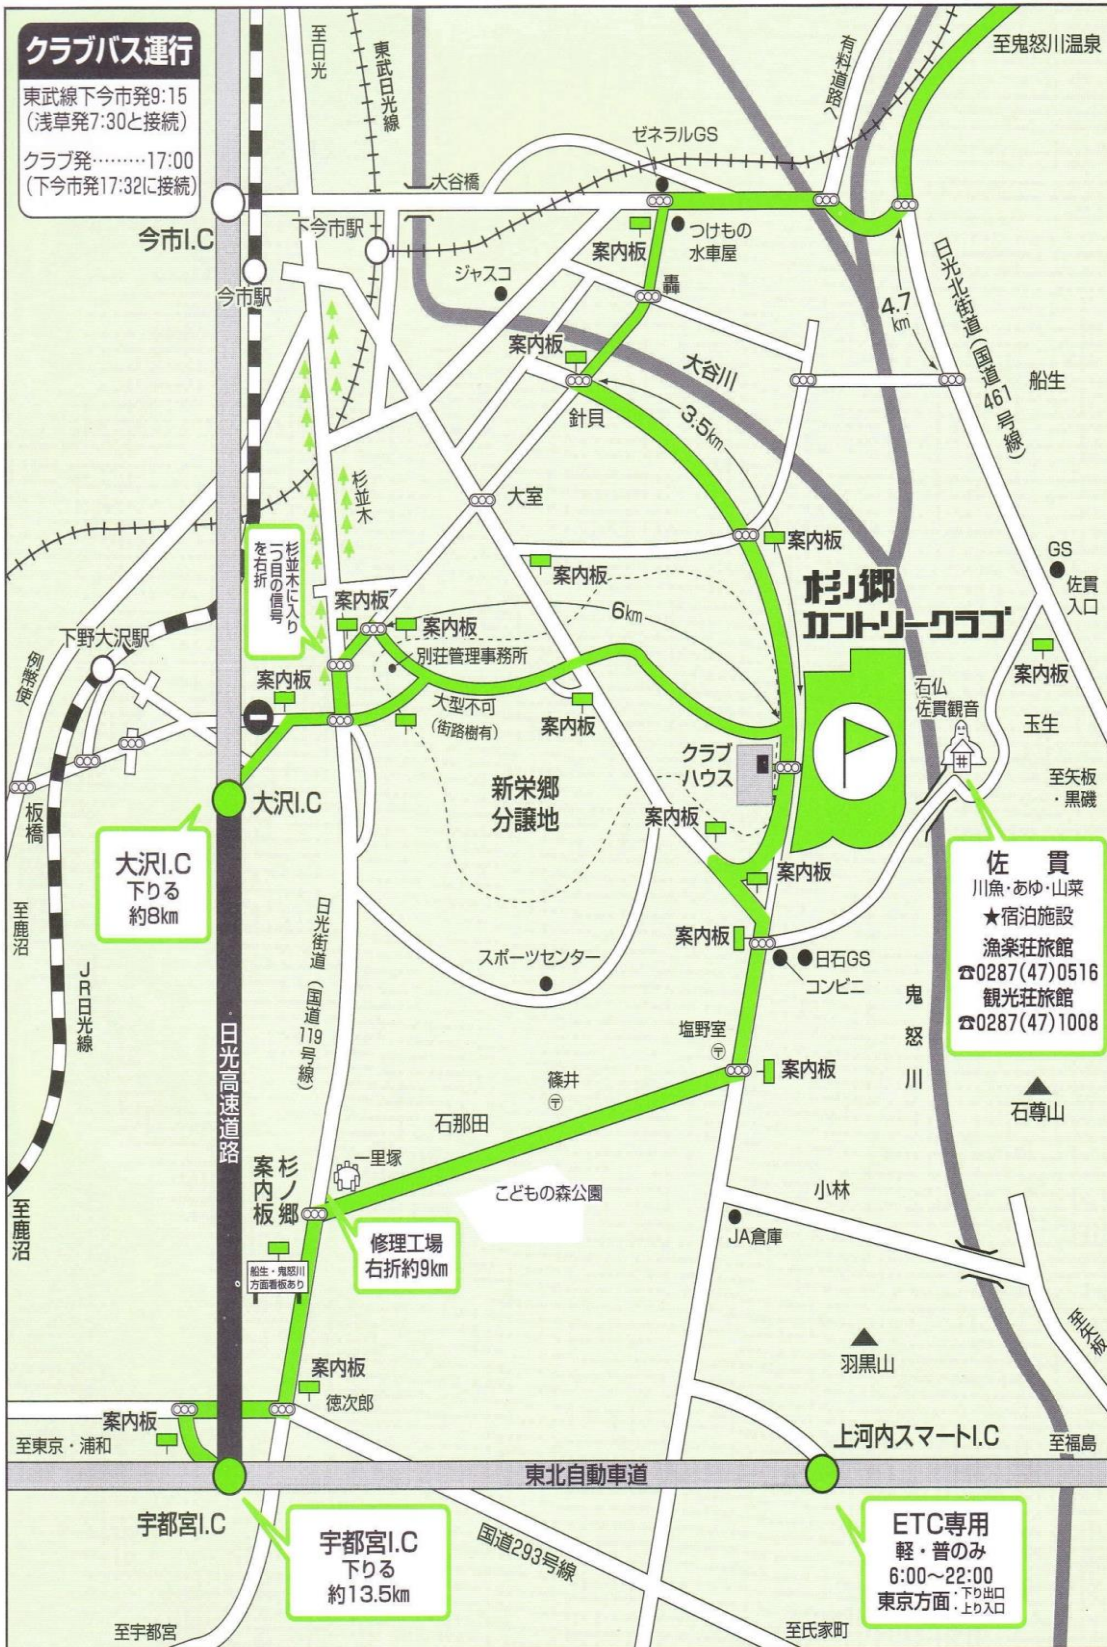 クラブバス運行
東武線下今市発9:15
(浅草発7:30と接続)
クラブ発………17:00
(下今市発17:32に接続)
至日光
東武日光線
有料道路へ
至鬼怒川温泉
ゼネラルGS
大谷橋
今市I.C
下今市駅
案内板
つけもの
水車屋
今市駅
ジャスコ
轟
4.7
km
日光北街道(国道461号線)
案内板
大谷川
船生
針貝
3.5km
杉並木
大室
案内板
杉並木に入り
一つ目の信号
を右折
案内板
GS
佐貫
入口
杉ノ郷
カントリークラブ
案内板
案内板
6km
下野大沢駅
別荘管理事務所
案内板
例幣使
案内板
大型不可
(街路樹有)
案内板
石仏
佐貫観音
玉生
クラブ
ハウス
至矢板
・黒磯
大沢I.C
新栄郷
分譲地
板橋
案内板
大沢I.C
下りる
約8km
案内板
佐貫
川魚・あゆ・山菜
★宿泊施設
漁楽荘旅館
☎0287(47)0516
観光荘旅館
☎0287(47)1008
至鹿沼
日光街道(国道119号線)
案内板
スポーツセンター
日石GS
コンビニ
JR日光線
鬼怒川
日光高速道路
塩野室
〒
案内板
篠井
〒
石尊山
石那田
一里塚
杉ノ郷
案内板
こどもの森公園
小林
至鹿沼
JA倉庫
修理工場
右折約9km
船生・鬼怒川
方面看板あり
至矢板
羽黒山
案内板
徳次郎
案内板
至東京・浦和
上河内スマートI.C
至福島
東北自動車道
宇都宮I.C
宇都宮I.C
下りる
約13.5km
国道293号線
ETC専用
軽・普のみ
6:00〜22:00
東京方面・下り出口
・上り入口
至宇都宮
至氏家町